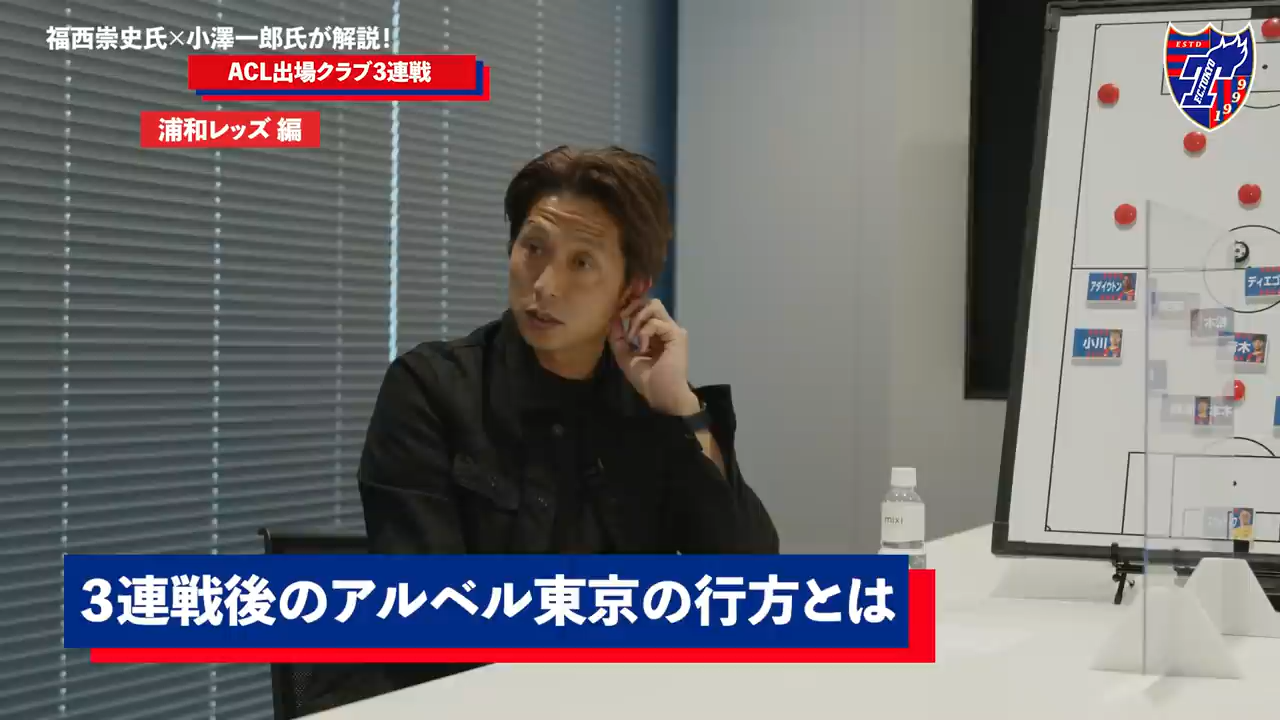 福西崇史氏×小澤一郎氏が解説!
ACL出場クラブ3連戦
浦和レッズ 編
ESTD
F.C.TOKYO
1999
アダイウトン
ディエゴ
小川
mixi
3連戦後のアルベル東京の行方とは